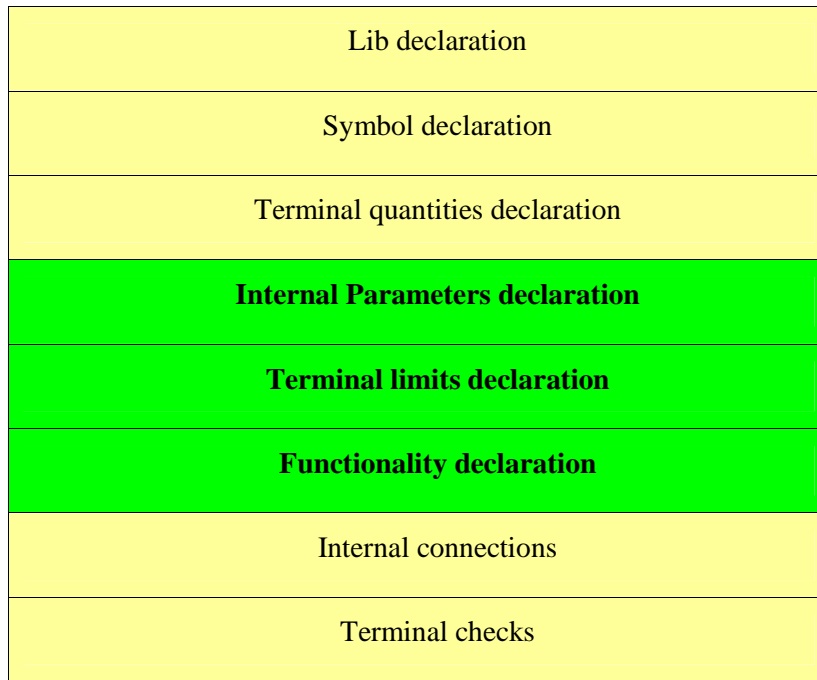 Lib declaration
Symbol declaration
Terminal quantities declaration
Internal Parameters declaration
Terminal limits declaration
Functionality declaration
Internal connections
Terminal checks